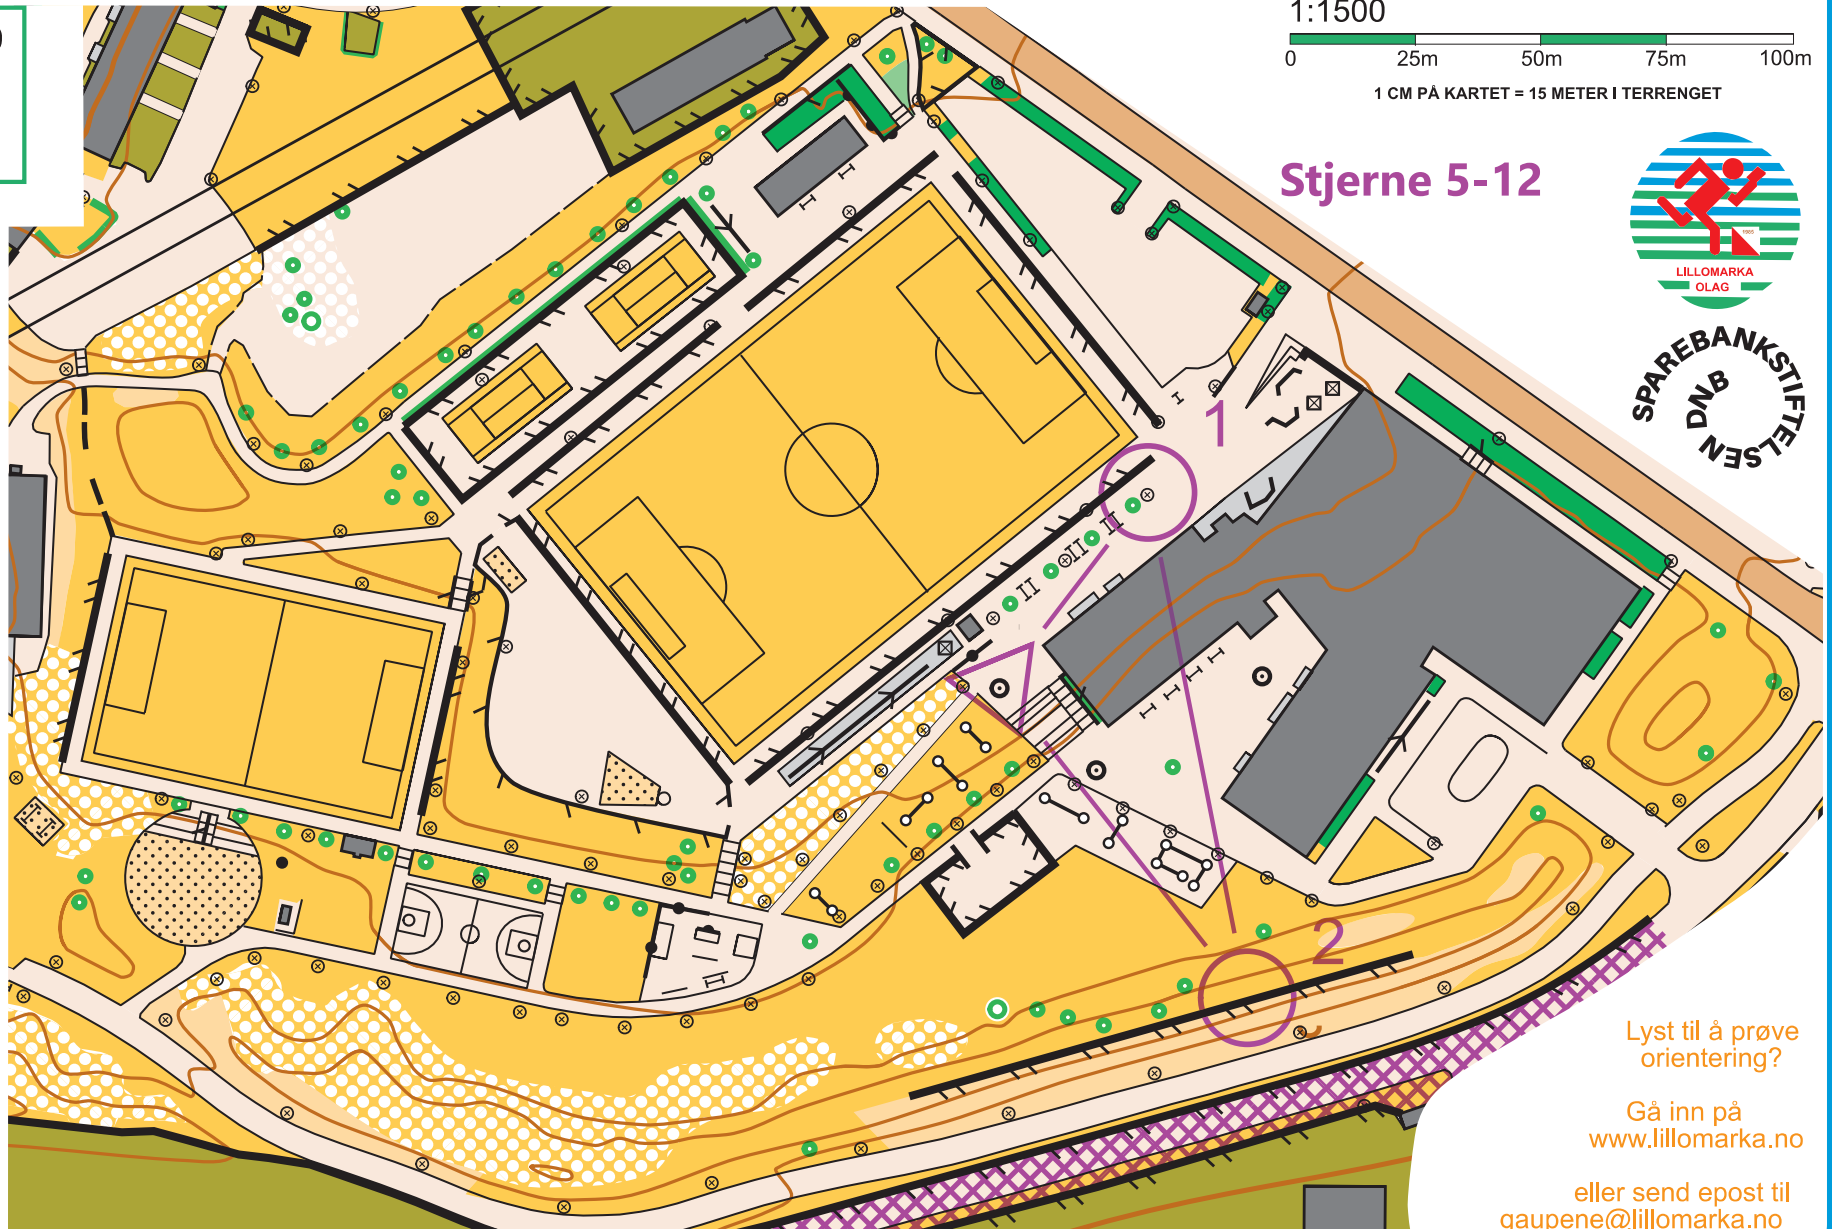 1:1500
0 25m 50m 75m 100m
1 CM PÅ KARTET = 15 METER I TERRENGET
Stjerne 5-12
LILLOMARKA
OLAG
SPAREBANKSTIFTELSEN
DNB
1
2
Lyst til å prøve
orientering?
Gå inn på
www.lillomarka.no
eller send epost til
gaupene@lillomarka.no